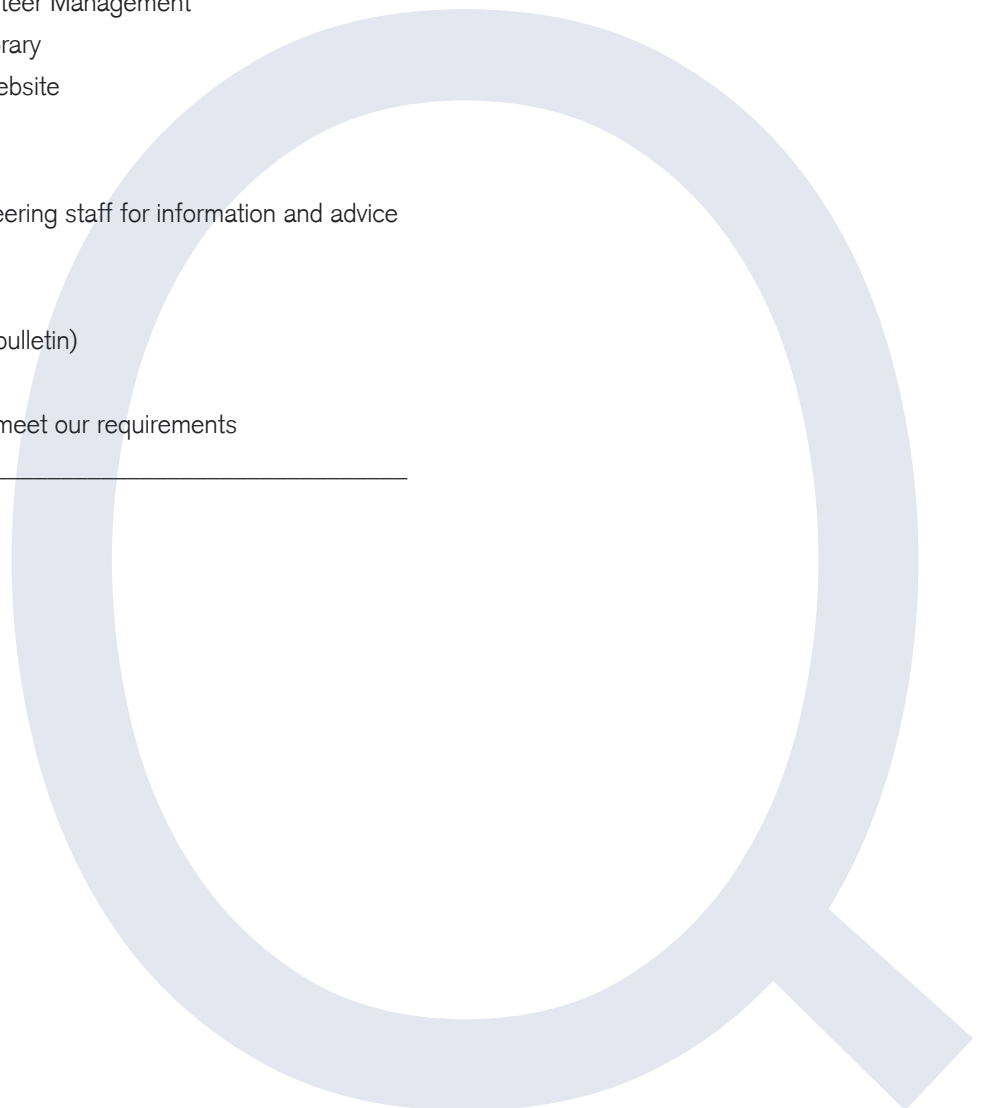 teer Management
rary
ebsite
eering staff for information and advice
bulletin)
meet our requirements
Q